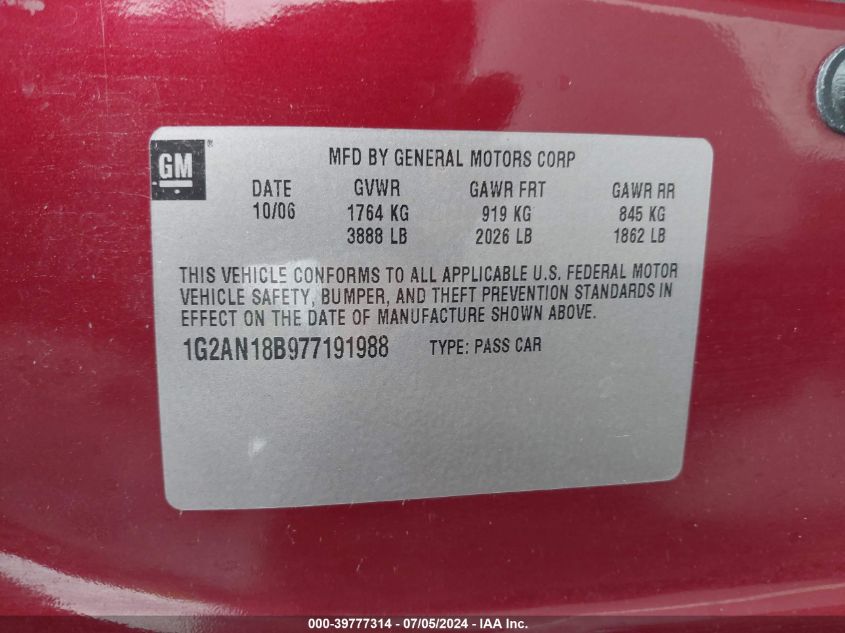 GM ®
MFD BY GENERAL MOTORS CORP
DATE GVWR GAWR FRT GAWR RR
10/06 1764 KG 919 KG 845 KG
3888 LB 2026 LB 1862 LB
THIS VEHICLE CONFORMS TO ALL APPLICABLE U.S. FEDERAL MOTOR
VEHICLE SAFETY, BUMPER, AND THEFT PREVENTION STANDARDS IN
EFFECT ON THE DATE OF MANUFACTURE SHOWN ABOVE.
1G2AN18B977191988 TYPE: PASS CAR
000-39777314 - 07/05/2024 - IAA Inc.